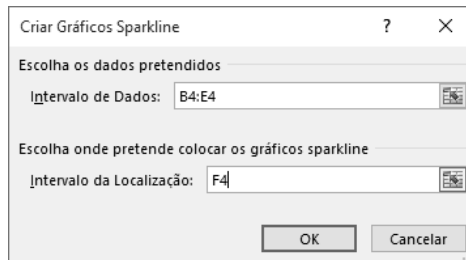 Criar Gráficos Sparkline ? ×
Escolha os dados pretendidos
Intervalo de Dados: B4:E4
Escolha onde pretende colocar os gráficos sparkline
Intervalo da Localização: F4
OK Cancelar